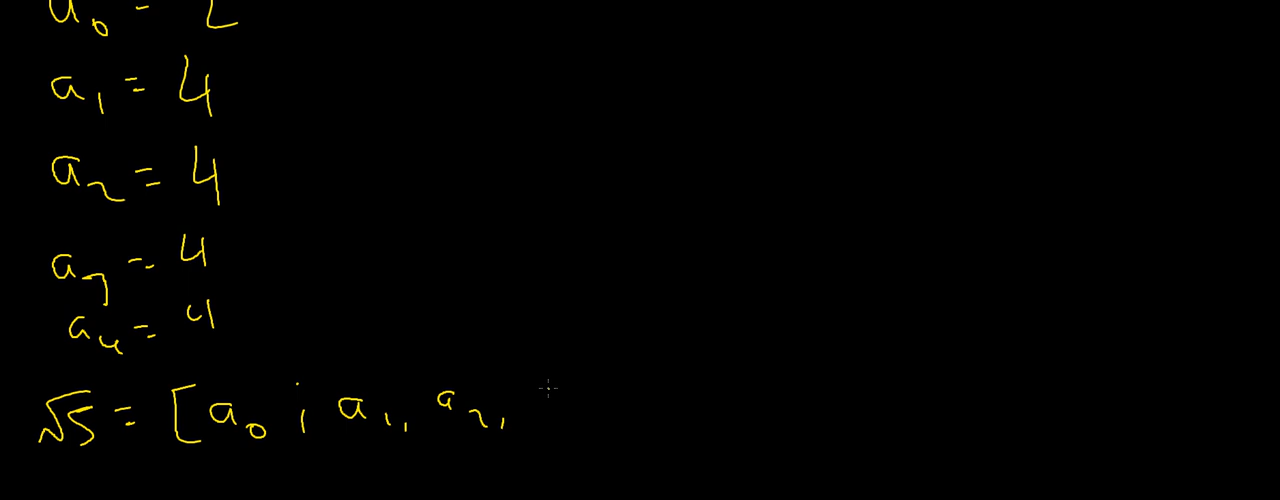 a₀ = 2
a₁ = 4
a₂ = 4
a₃ = 4
a₄ = 4
√5 = [a₀ ; a₁, a₂,